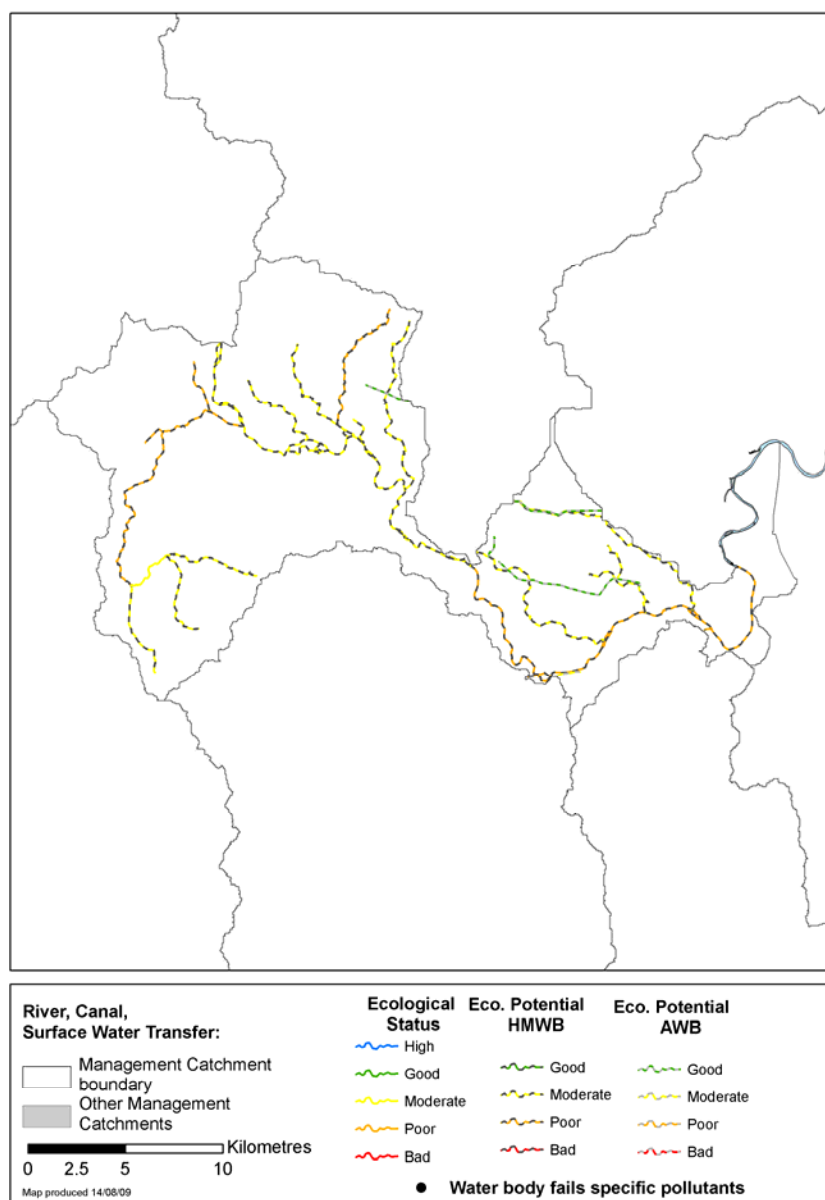 River, Canal,
Surface Water Transfer:
Management Catchment
boundary
Other Management
Catchments
Kilometres
0 2.5 5 10
Map produced 14/08/09
Ecological
Status
High
Good
Moderate
Poor
Bad
Eco. Potential
HMWB
Good
Moderate
Poor
Bad
Eco. Potential
AWB
Good
Moderate
Poor
Bad
Water body fails specific pollutants